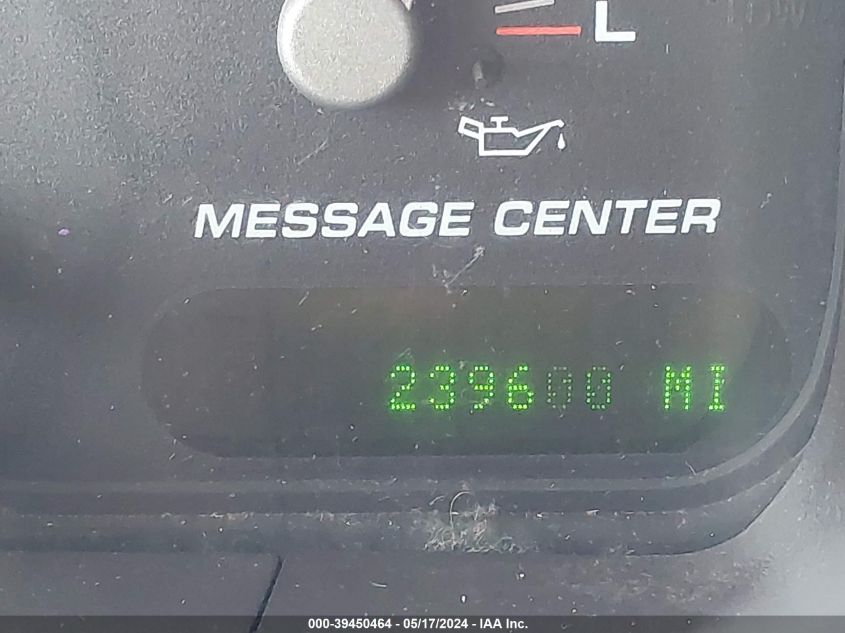 L
MESSAGE CENTER
239600 MI
000-39450464 - 05/17/2024 - IAA Inc.